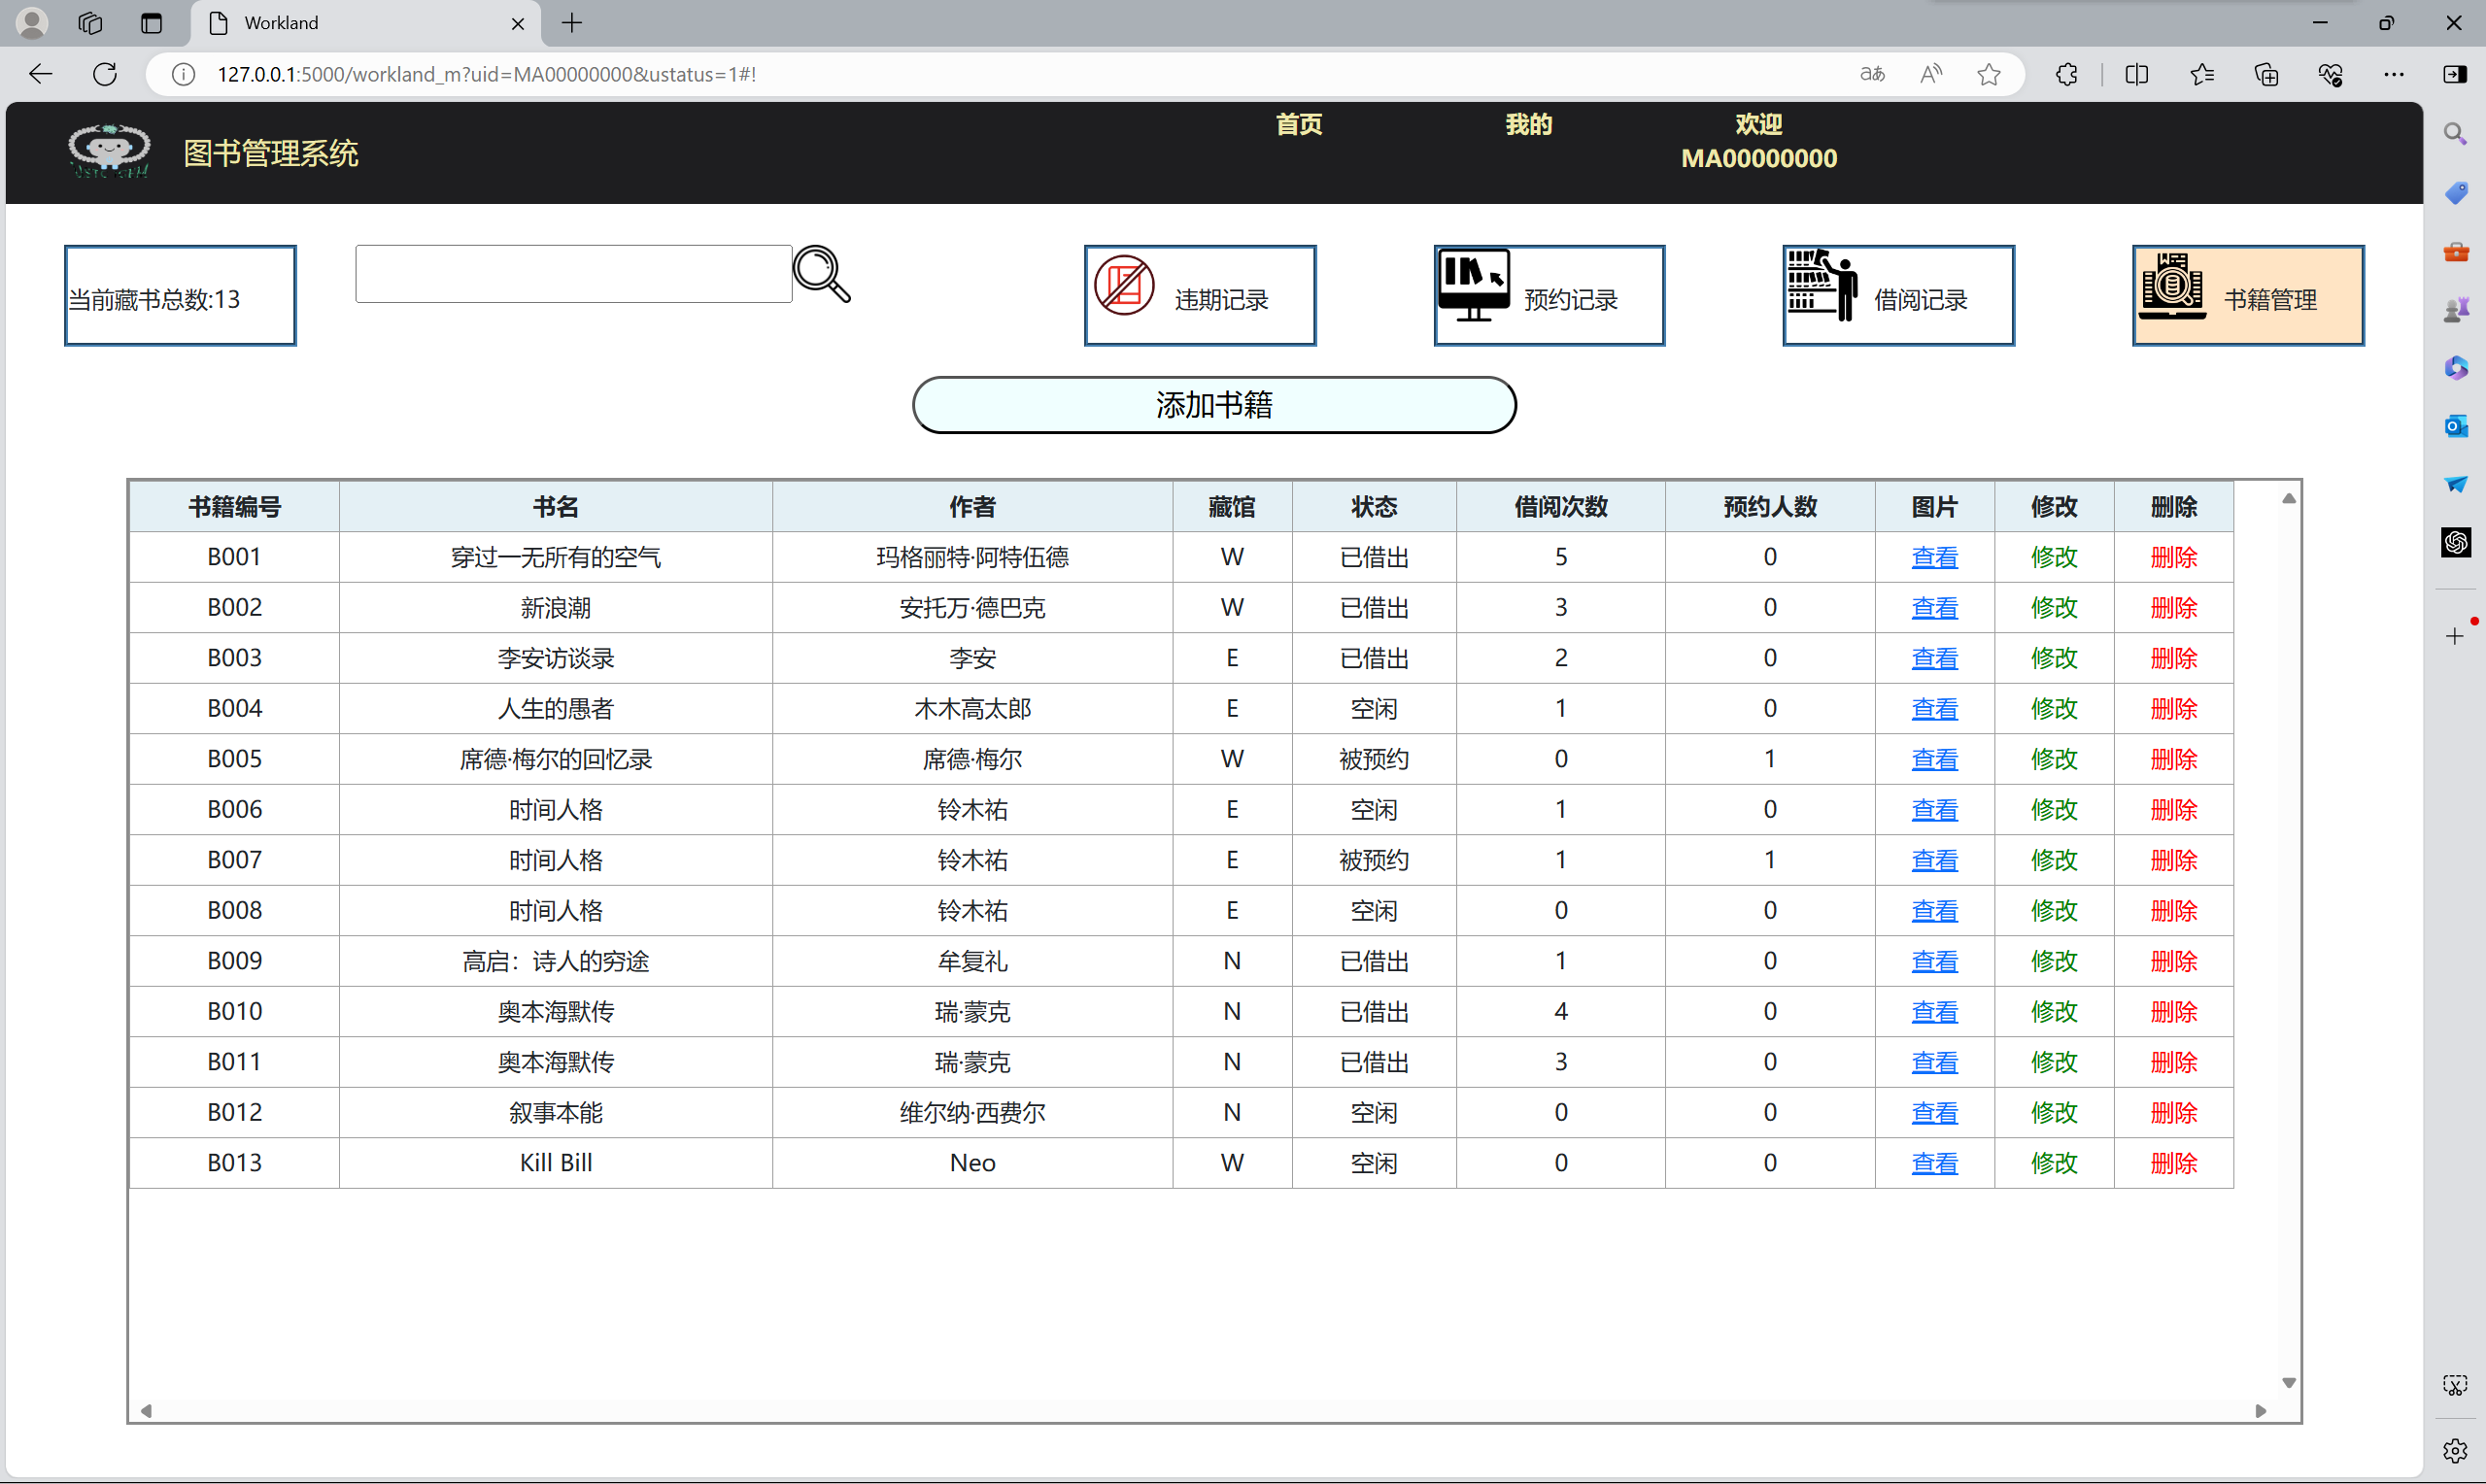 Workland
127.0.0.1:5000/workland_m?uid=MA00000000&ustatus=1#!
图书管理系统
首页 我的 欢迎
MA00000000
当前藏书总数:13 违期记录 预约记录 借阅记录 书籍管理
添加书籍
书籍编号 书名 作者 藏馆 状态 借阅次数 预约人数 图片 修改 删除
B001 穿过一无所有的空气 玛格丽特·阿特伍德 W 已借出 5 0 查看 修改 删除
B002 新浪潮 安托万·德巴克 W 已借出 3 0 查看 修改 删除
B003 李安访谈录 李安 E 已借出 2 0 查看 修改 删除
B004 人生的愚者 木木高太郎 E 空闲 1 0 查看 修改 删除
B005 席德·梅尔的回忆录 席德·梅尔 W 被预约 0 1 查看 修改 删除
B006 时间人格 铃木祐 E 空闲 1 0 查看 修改 删除
B007 时间人格 铃木祐 E 被预约 1 1 查看 修改 删除
B008 时间人格 铃木祐 E 空闲 0 0 查看 修改 删除
B009 高启：诗人的穷途 牟复礼 N 已借出 1 0 查看 修改 删除
B010 奥本海默传 瑞·蒙克 N 已借出 4 0 查看 修改 删除
B011 奥本海默传 瑞·蒙克 N 已借出 3 0 查看 修改 删除
B012 叙事本能 维尔纳·西费尔 N 空闲 0 0 查看 修改 删除
B013 Kill Bill Neo W 空闲 0 0 查看 修改 删除